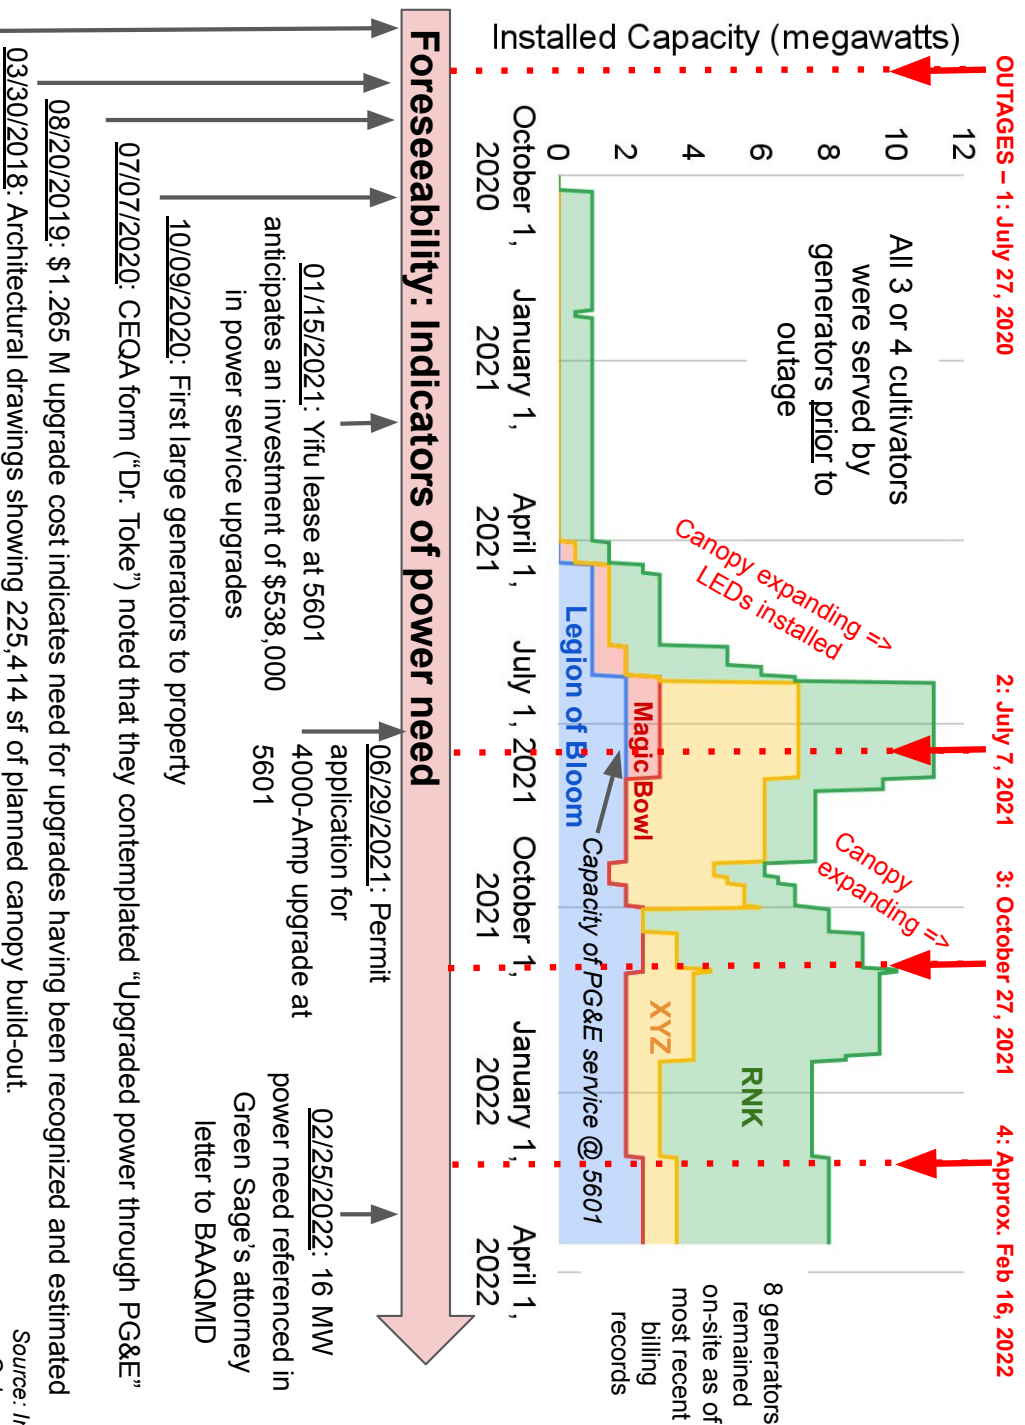 OUTAGES – 1: July 27, 2020
2: July 7, 2021
3: October 27, 2021
4: Approx. Feb 16, 2022
Installed Capacity (megawatts)
12
10
8
6
4
2
0
All 3 or 4 cultivators
were served by
generators prior to
outage
Canopy expanding =>
LEDs installed
Canopy
expanding =>
RNK
XYZ
Magic Bowl
Legion of Bloom
Capacity of PG&E service @ 5601
8 generators
remained
on-site as of
most recent
billing
records
October 1,
2020
January 1,
2021
April 1,
2021
July 1, 2021
October 1,
2021
January 1,
2022
April 1,
2022
Foreseeability: Indicators of power need
01/15/2021: Yifu lease at 5601
anticipates an investment of $538,000
in power service upgrades
06/29/2021: Permit
application for
4000-Amp upgrade at
5601
02/25/2022: 16 MW
power need referenced in
Green Sage's attorney
letter to BAAQMD
10/09/2020: First large generators to property
07/07/2020: CEQA form (“Dr. Toke”) noted that they contemplated “Upgraded power through PG&E”
08/20/2019: $1.265 M upgrade cost indicates need for upgrades having been recognized and estimated
03/30/2018: Architectural drawings showing 225,414 sf of planned canopy build-out.
Source: